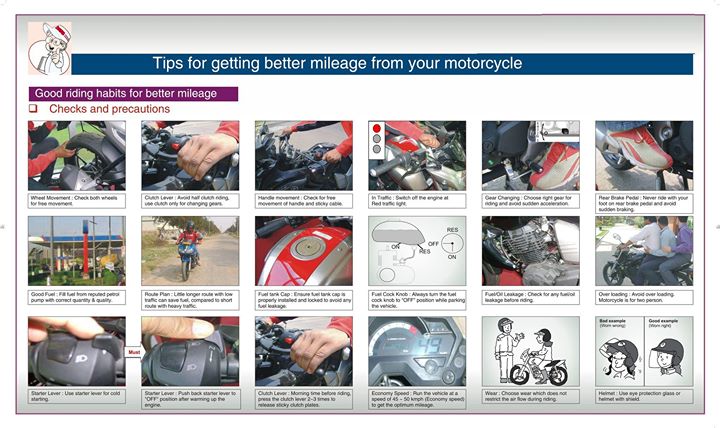 Tips for getting better mileage from your motorcycle
Good riding habits for better mileage
Checks and precautions
Wheel Movement : Check both wheels
for free movement.
Clutch Lever : Avoid half clutch riding,
use clutch only for changing gears.
Handle movement : Check for free
movement of handle and sticky cable.
In Traffic : Switch off the engine at
Red traffic light.
Gear Changing : Choose right gear for
riding and avoid sudden acceleration.
Rear Brake Pedal : Never ride with your
foot on rear brake pedal and avoid
sudden braking.
RES
ON
OFF
RES
ON
Good Fuel : Fill fuel from reputed petrol
pump with correct quantity & quality.
Route Plan : Little longer route with low
traffic can save fuel, compared to short
route with heavy traffic.
Fuel tank Cap : Ensure fuel tank cap is
properly installed and locked to avoid any
fuel leakage.
Fuel Cock Knob : Always turn the fuel
cock knob to "OFF" position while parking
the vehicle.
Fuel/Oil Leakage : Check for any fuel/oil
leakage before riding.
Over loading : Avoid over loading.
Motorcycle is for two person.
Must
49
Bad example
(Worn wrong)
Good example
(Worn right)
Starter Lever : Use starter lever for cold
starting.
Starter Lever : Push back starter lever to
"OFF" position after warming up the
engine.
Clutch Lever : Morning time before riding,
press the clutch lever 2~3 times to
release sticky clutch plates.
Economy Speed : Run the vehicle at a
speed of 45 ~ 50 kmph (Economy speed)
to get the optimum mileage.
Wear : Choose wear which does not
restrict the air flow during riding.
Helmet : Use eye protection glass or
helmet with shield.